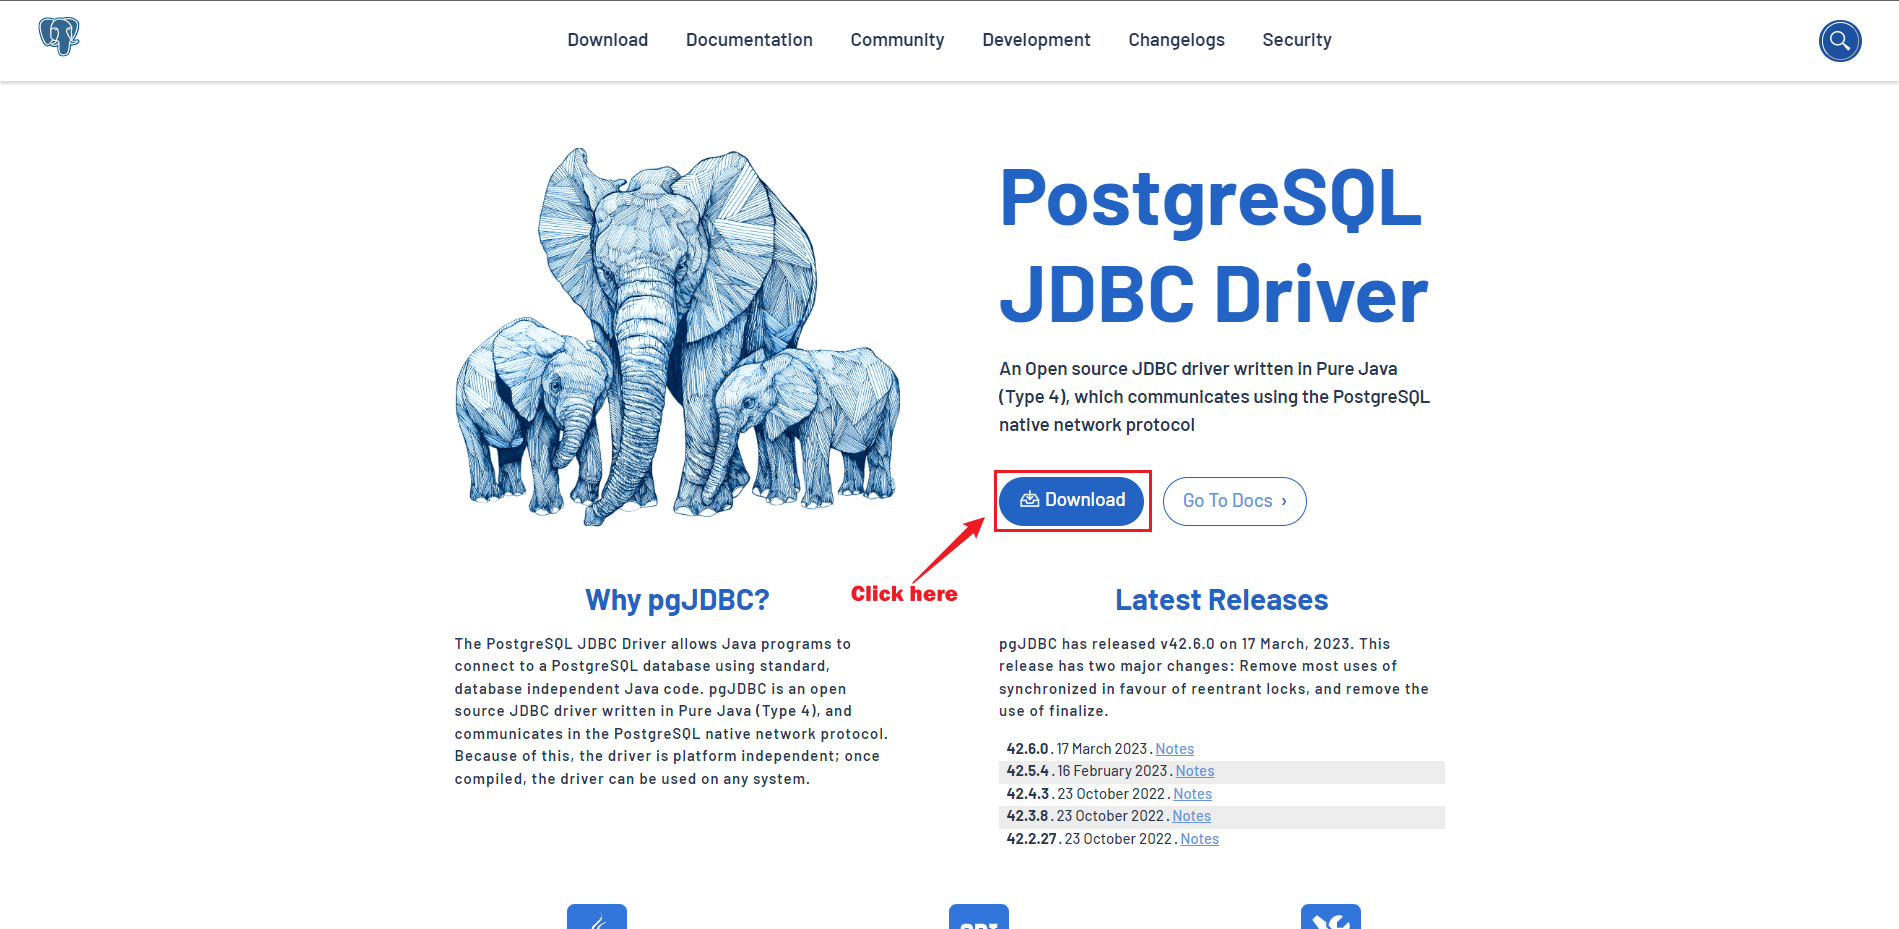 Download Documentation Community Development Changelogs Security
PostgreSQL
JDBC Driver
An Open source JDBC driver written in Pure Java
(Type 4), which communicates using the PostgreSQL
native network protocol
Download
Go To Docs ›
Click here
Why pgJDBC?
The PostgreSQL JDBC Driver allows Java programs to
connect to a PostgreSQL database using standard,
database independent Java code. pgJDBC is an open
source JDBC driver written in Pure Java (Type 4), and
communicates in the PostgreSQL native network protocol.
Because of this, the driver is platform independent; once
compiled, the driver can be used on any system.
Latest Releases
pgJDBC has released v42.6.0 on 17 March, 2023. This
release has two major changes: Remove most uses of
synchronized in favour of reentrant locks, and remove the
use of finalize.
42.6.0 . 17 March 2023 . Notes
42.5.4 . 16 February 2023 . Notes
42.4.3 . 23 October 2022 . Notes
42.3.8 . 23 October 2022 . Notes
42.2.27 . 23 October 2022 . Notes